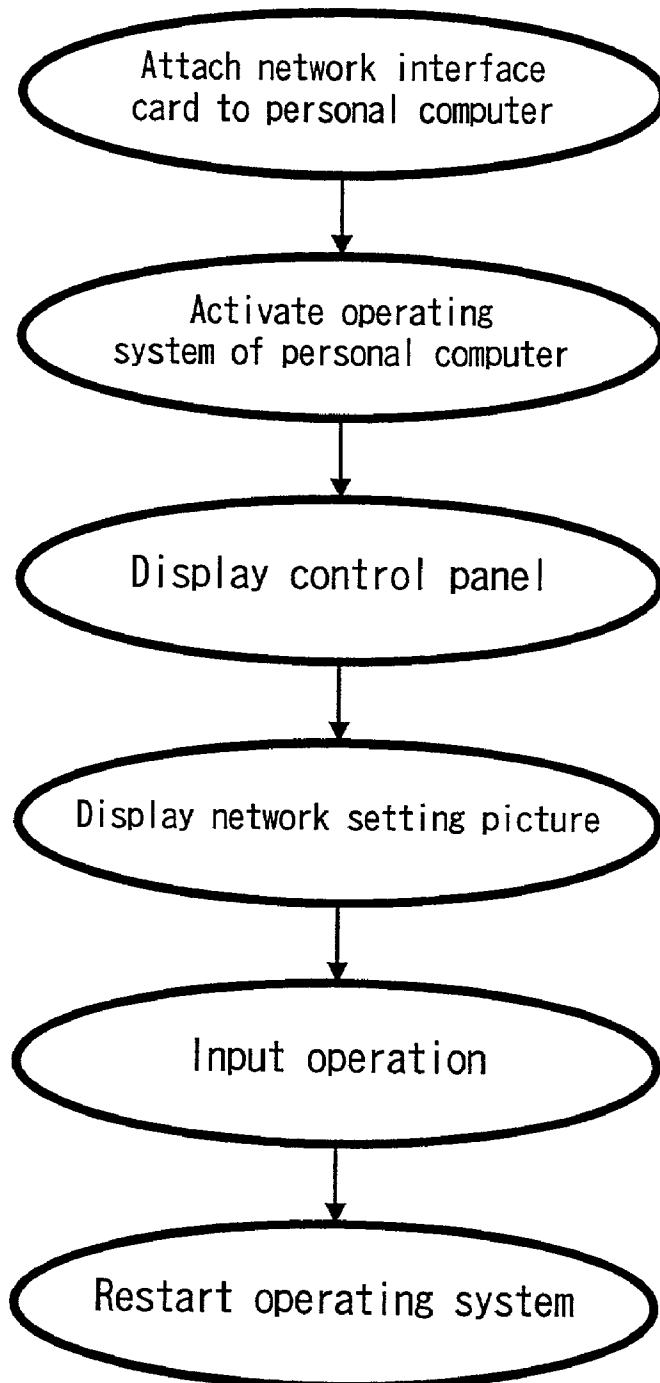 Attach network interface
card to personal computer
Activate operating
system of personal computer
Display control panel
Display network setting picture
Input operation
Restart operating system